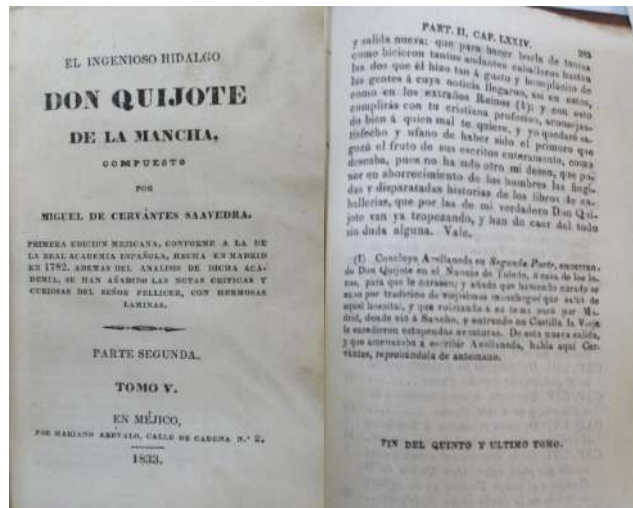 EL INGENIOSO HIDALGO
DON QUIJOTE
DE LA MANCHA,
COMPUESTO
POR
MIGUEL DE CERVÁNTES SAAVEDRA.
PRIMERA EDICION MEJICANA, CONFORME A LA DE
LA REAL ACADEMIA ESPAÑOLA, HECHA EN MADRID
EN 1782. ADEMAS DEL ANALISIS DE DICHA ACA-
DEMIA, SE HAN AÑADIDO LAS NOTAS CRITICAS Y
CURIOSAS DEL SEÑOR PELLICER, CON HERMOSAS
LAMINAS.
PARTE SEGUNDA.
TOMO V.
EN MÉJICO,
POR MARIANO ARÉVALO, CALLE DE CADENA N.º 2.
1833.
PART. II, CAP. LXXIV.
y salida nueva: que para hacer burla de tantas
como hicieron tantos andantes caballeros bastan
las dos que él hizo tan á gusto y beneplácito de
las gentes á cuya noticia llegaron, así en estos,
como en los extraños Reinos (1); y con esto
cumplirás con tu cristiana profesion, aconsejan-
do bien á quien mal te quiere, y yo quedaré sa-
tisfecho y ufano de haber sido el primero que
gozó el fruto de sus escritos enteramente, como
deseaba, pues no ha sido otro mi deseo, que po-
ner en aborrecimiento de los hombres las fingi-
das y disparatadas historias de los libros de ca-
ballerías, que por las de mi verdadero Don Qui-
jote van ya tropezando, y han de caer del todo
sin duda alguna. Vale.
(1) Concluye Avellaneda su Segunda Parte, encerran-
do Don Quijote en el Nuncio de Toledo, ó casa de los lo-
cos, para que le curasen; y añade que habiendo curado se
supo por tradicion de viejísimos que salió de
aquel hospital, y que volviendo á su tema pasó por Ma-
drid, donde vió á Sancho, y entrando en Castilla la Vieja
le sucedieron estupendas aventuras. De esta nueva salida,
y que amenazaba á escribir Avellaneda, habla aquí Cer-
vantes, reprobándola de antemano.
FIN DEL QUINTO Y ULTIMO TOMO.